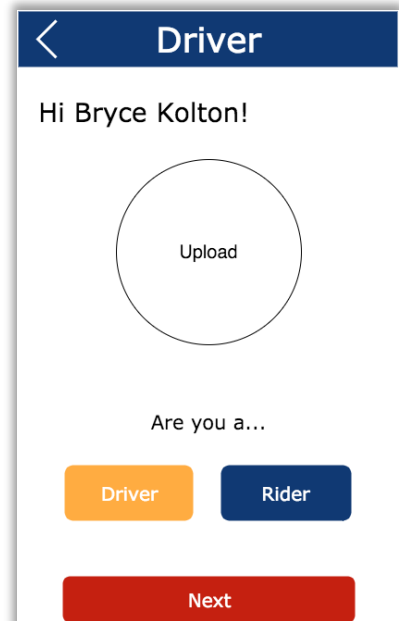 Driver
Hi Bryce Kolton!
Upload
Are you a...
Driver Rider
Next